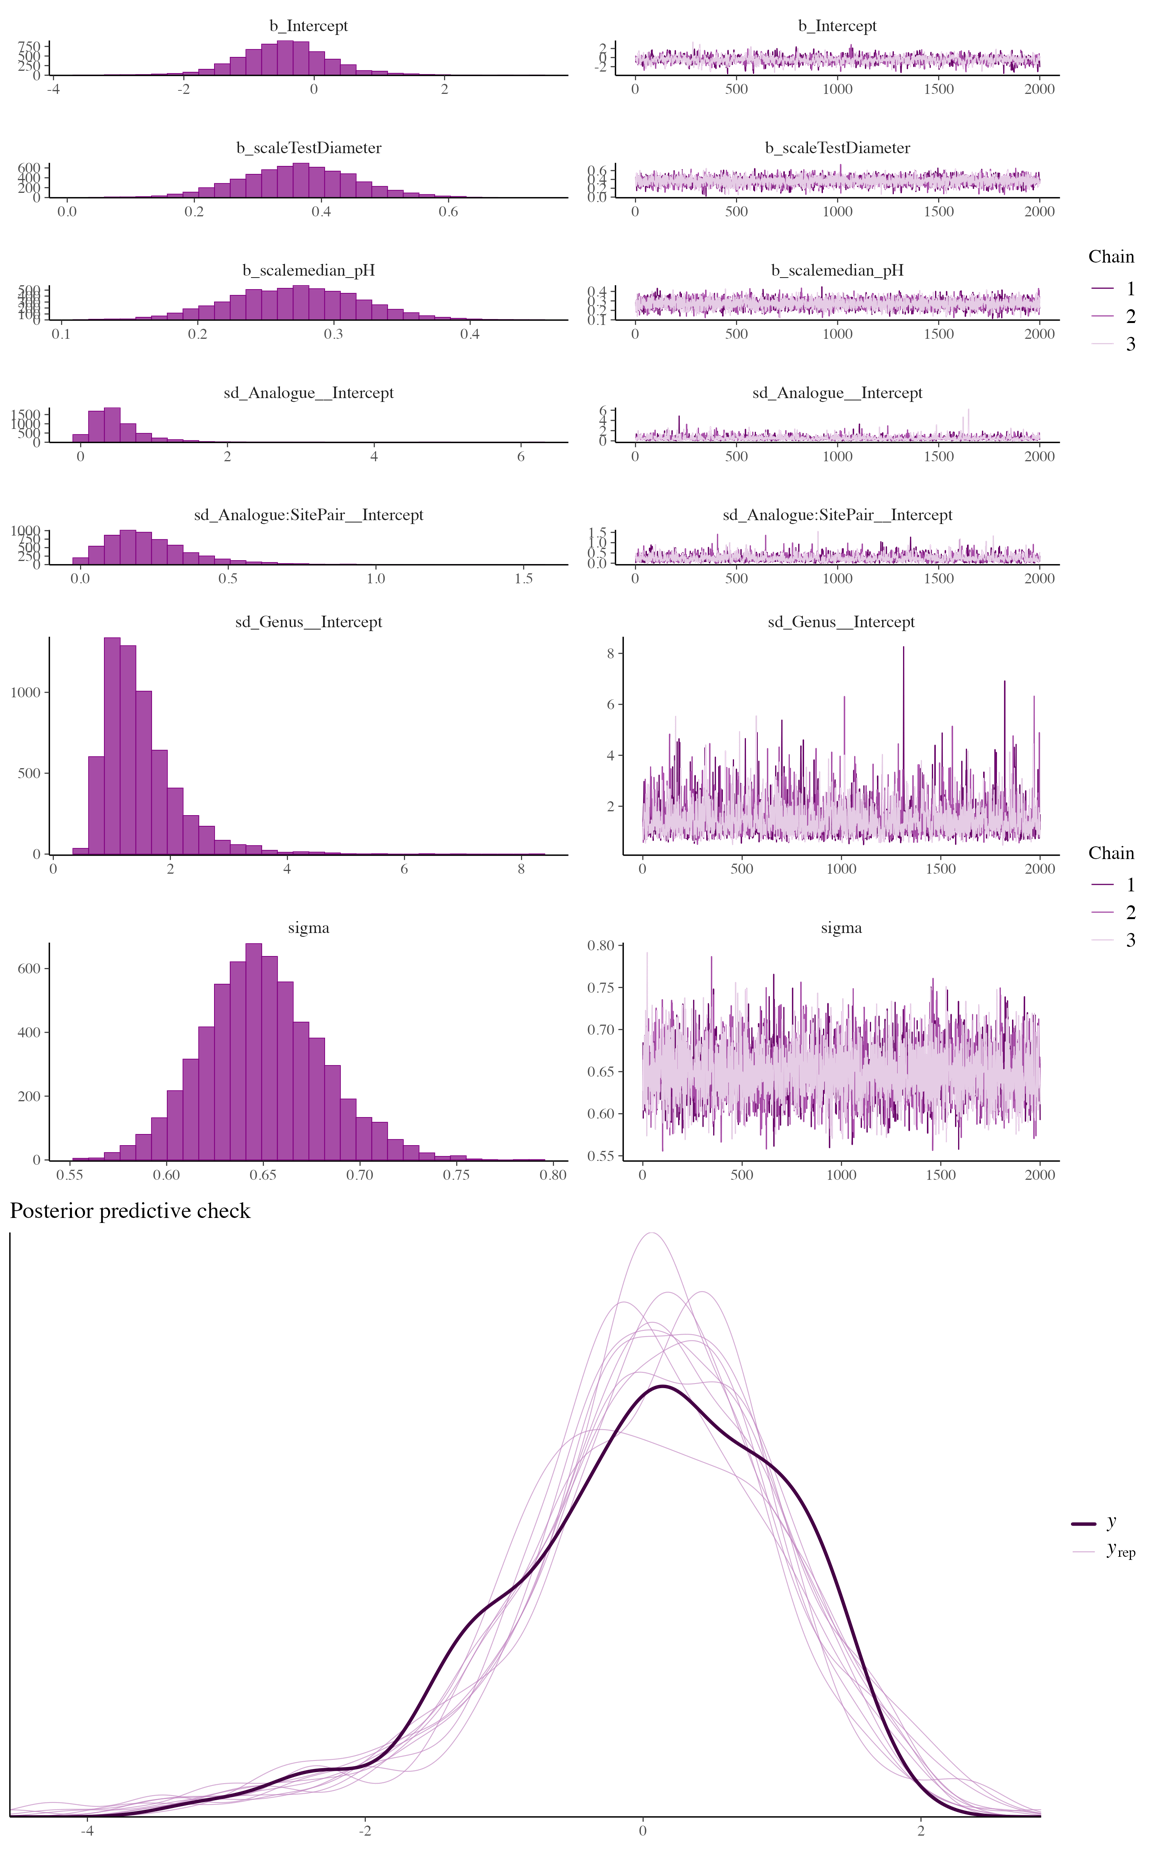 b_Intercept
b_Intercept
750
500
250
0
-4 -2 0 2
2
0
-2
0 500 1000 1500 2000
b_scaleTestDiameter
b_scaleTestDiameter
600
400
200
0
0.0 0.2 0.4 0.6
0.6
0.4
0.2
0.0
0 500 1000 1500 2000
b_scalemedian_pH
b_scalemedian_pH
500
400
300
200
100
0
0.1 0.2 0.3 0.4
0.4
0.3
0.2
0.1
0 500 1000 1500 2000
Chain
1
2
3
sd_Analogue__Intercept
sd_Analogue__Intercept
1500
1000
500
0
0 2 4 6
6
4
2
0
0 500 1000 1500 2000
sd_Analogue:SitePair__Intercept
sd_Analogue:SitePair__Intercept
1000
750
500
250
0
0.0 0.5 1.0 1.5
1.5
1.0
0.5
0.0
0 500 1000 1500 2000
sd_Genus__Intercept
sd_Genus__Intercept
1000
500
0
0 2 4 6 8
8
6
4
2
0 500 1000 1500 2000
Chain
1
2
3
sigma
sigma
600
400
200
0
0.55 0.60 0.65 0.70 0.75 0.80
0.80
0.75
0.70
0.65
0.60
0.55
0 500 1000 1500 2000
Posterior predictive check
y
yrep
-4 -2 0 2